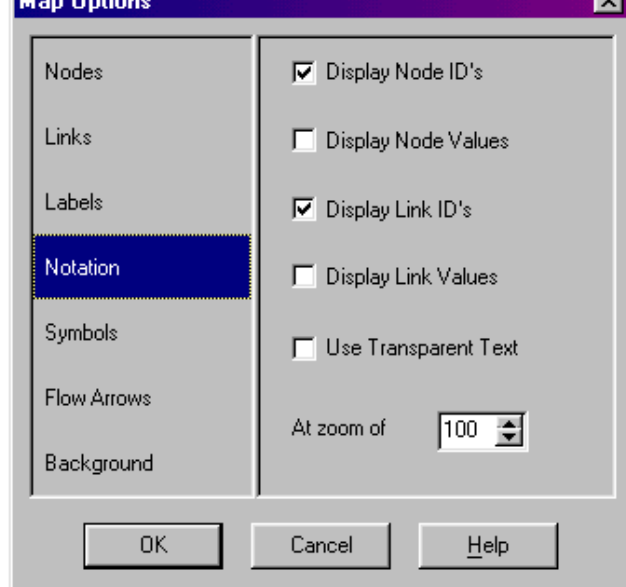 Map Options
Nodes
Links
Labels
Notation
Symbols
Flow Arrows
Background
Display Node ID's
Display Node Values
Display Link ID's
Display Link Values
Use Transparent Text
At zoom of 100
OK Cancel Help